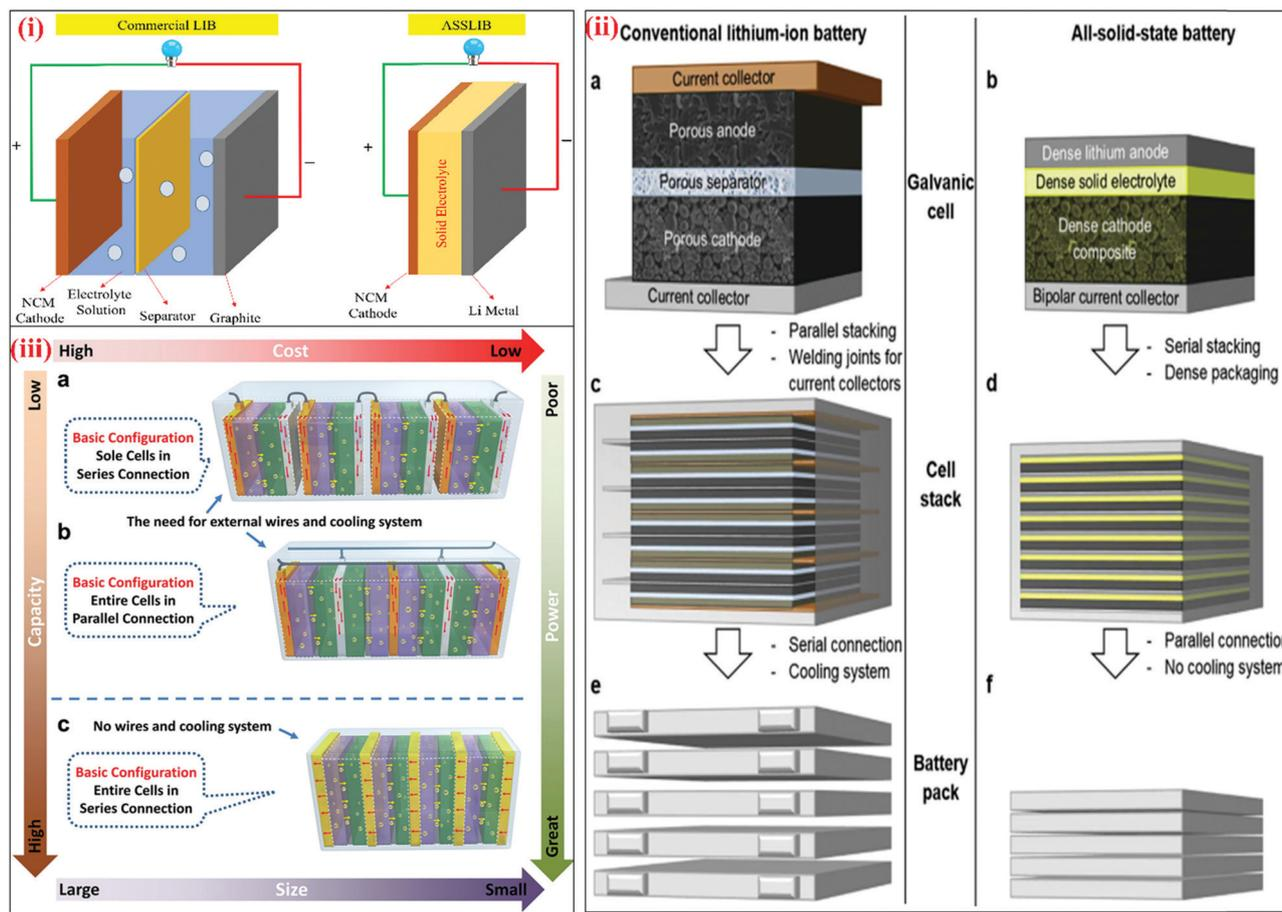 (i)
Commercial LIB
ASSLIB
+
–
+
–
Solid Electrolyte
NCM
Cathode
Electrolyte
Solution
Separator
Graphite
NCM
Cathode
Li Metal
(ii)
Conventional lithium-ion battery
All-solid-state battery
a
Current collector
Porous anode
Porous separator
Porous cathode
Current collector
Galvanic
cell
b
Dense lithium anode
Dense solid electrolyte
Dense cathode
composite
Bipolar current collector
- Parallel stacking
- Welding joints for
current collectors
- Serial stacking
- Dense packaging
c
Cell
stack
d
- Serial connection
- Cooling system
- Parallel connection
- No cooling system
e
Battery
pack
f
(iii)
High
Cost
Low
Low
Capacity
High
Poor
Power
Great
a
Basic Configuration
Sole Cells in
Series Connection
The need for external wires and cooling system
b
Basic Configuration
Entire Cells in
Parallel Connection
c
No wires and cooling system
Basic Configuration
Entire Cells in
Series Connection
Large
Size
Small